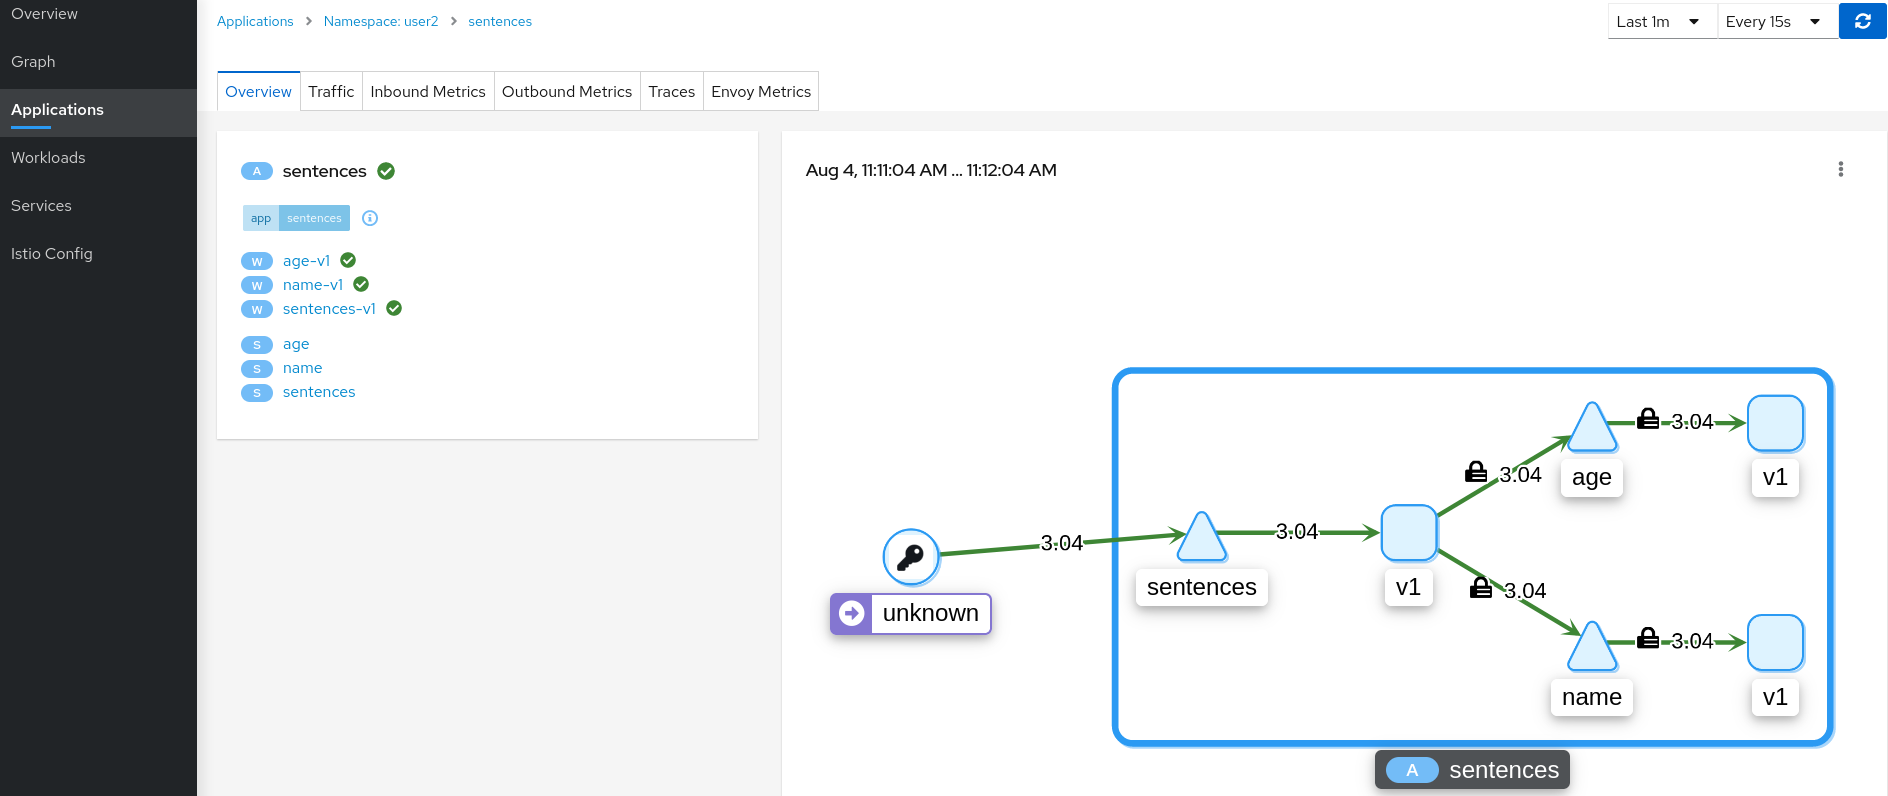 Overview
Graph
Applications
Workloads
Services
Istio Config
Applications > Namespace: user2 > sentences
Last 1m
Every 15s
Overview
Traffic
Inbound Metrics
Outbound Metrics
Traces
Envoy Metrics
A sentences
app sentences
W age-v1
W name-v1
W sentences-v1
S age
S name
S sentences
Aug 4, 11:11:04 AM ... 11:12:04 AM
3.04
age
v1
3.04
3.04
3.04
unknown
sentences
v1
3.04
3.04
name
v1
A sentences